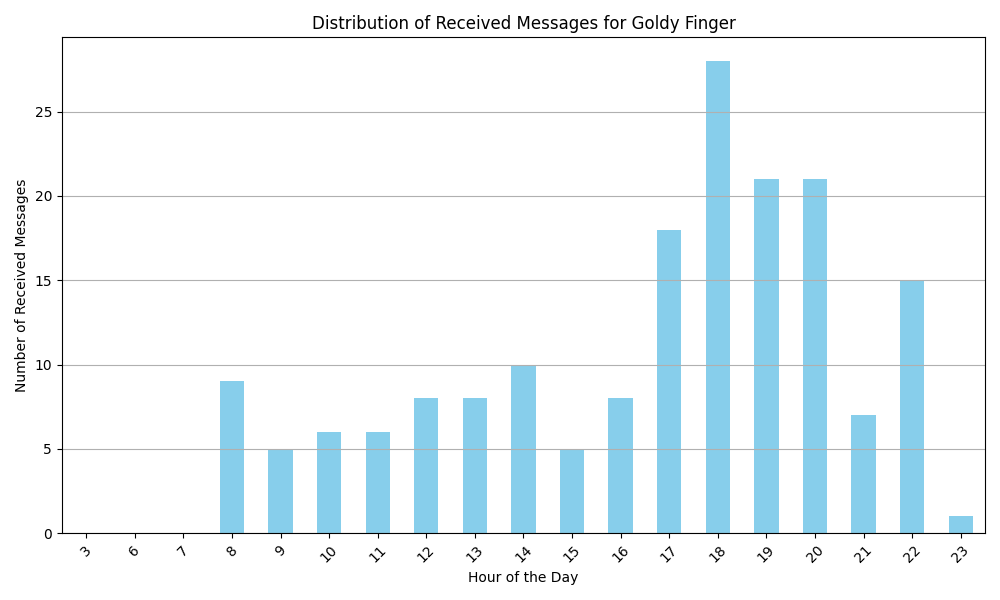 Distribution of Received Messages for Goldy Finger
Number of Received Messages
25
20
15
10
5
0
3 6 7 8 9 10 11 12 13 14 15 16 17 18 19 20 21 22 23
Hour of the Day